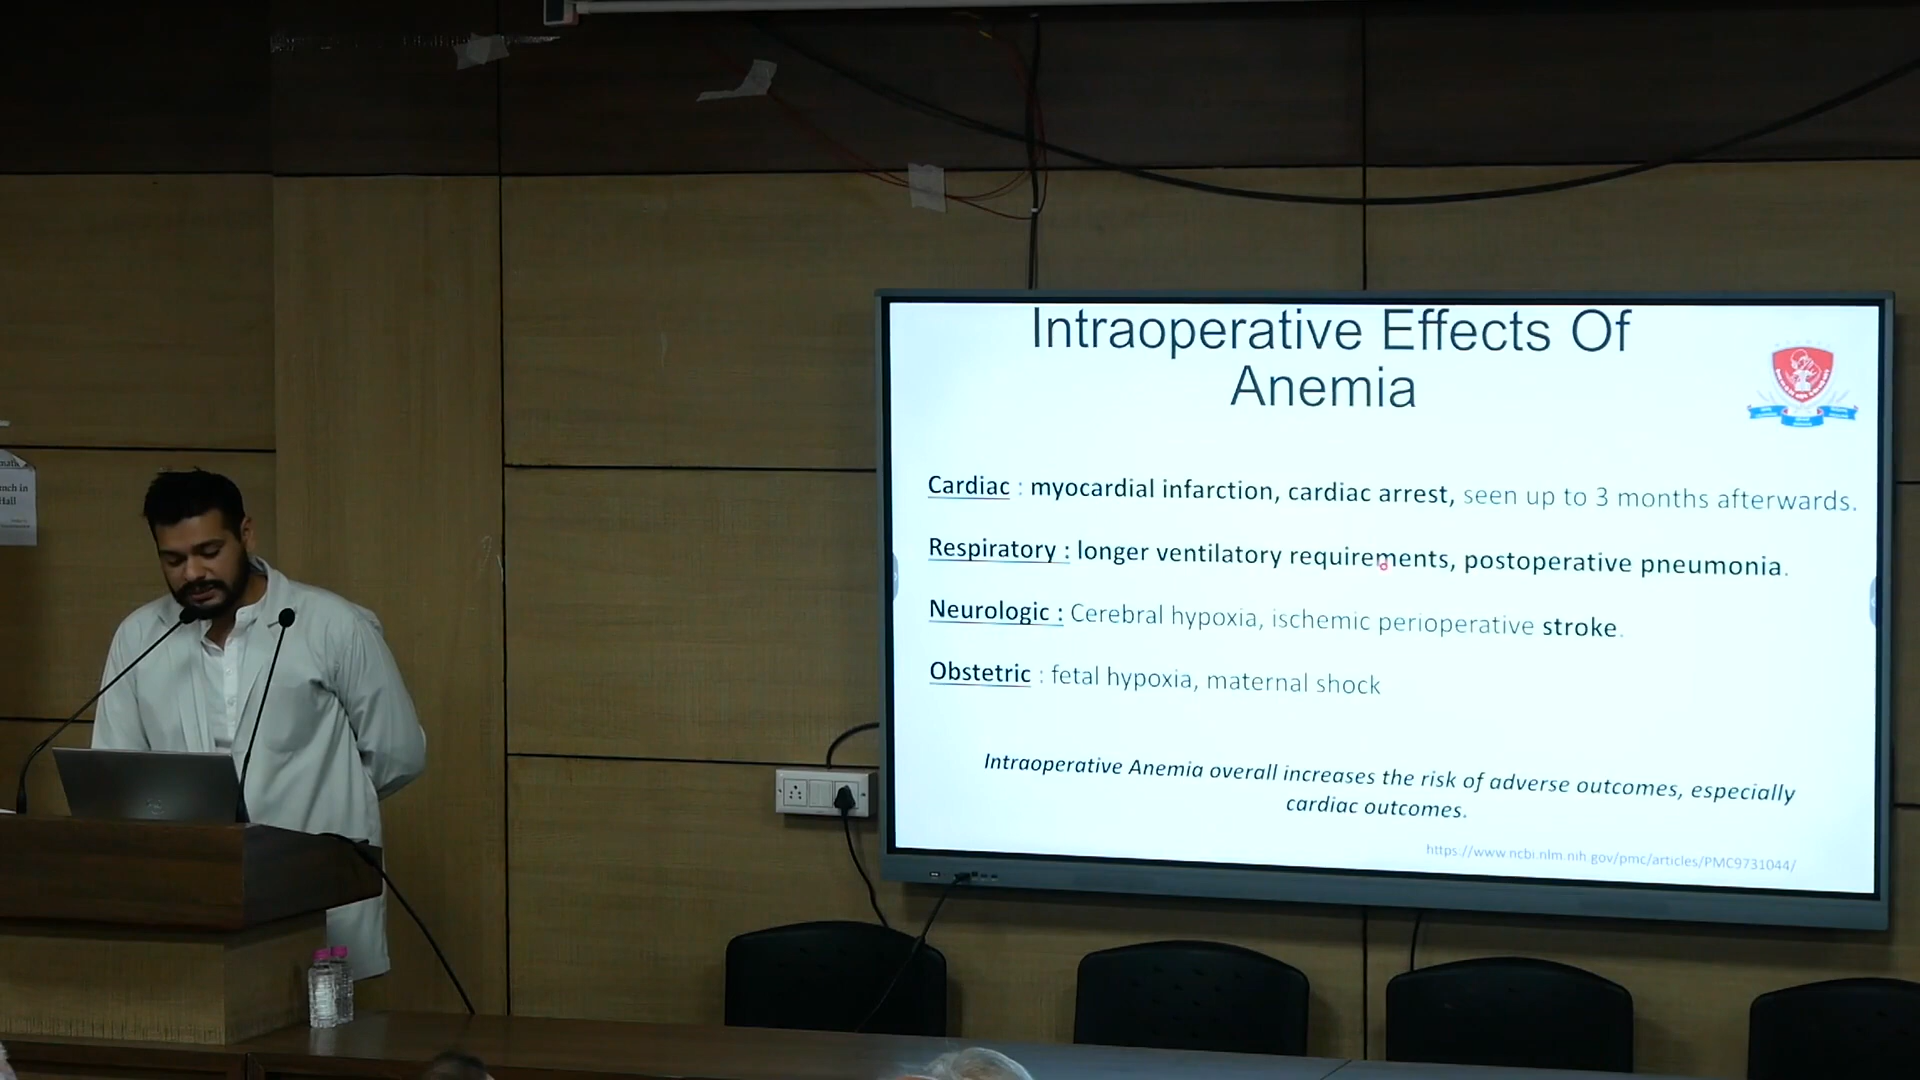 Intraoperative Effects Of
Anemia
Cardiac : myocardial infarction, cardiac arrest, seen up to 3 months afterwards.
Respiratory : longer ventilatory requirements, postoperative pneumonia.
Neurologic : Cerebral hypoxia, ischemic perioperative stroke.
Obstetric : fetal hypoxia, maternal shock
Intraoperative Anemia overall increases the risk of adverse outcomes, especially
cardiac outcomes.
https://www.ncbi.nlm.nih.gov/pmc/articles/PMC9731044/